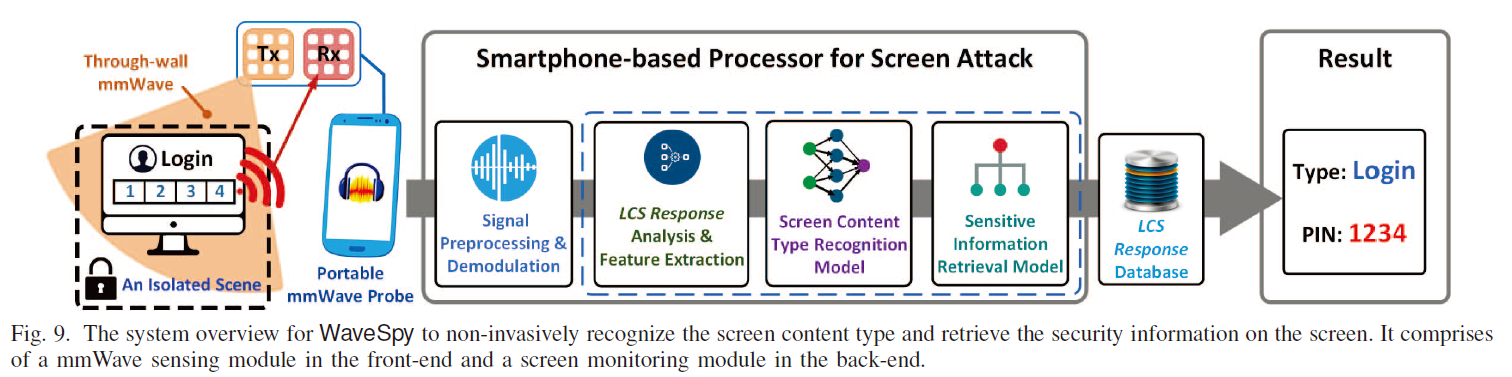 Through-wall
mmWave
Tx
Rx
Login
1 2 3 4
An Isolated Scene
Portable
mmWave Probe
Smartphone-based Processor for Screen Attack
Signal
Preprocessing &
Demodulation
LCS Response
Analysis &
Feature Extraction
Screen Content
Type Recognition
Model
Sensitive
Information
Retrieval Model
LCS
Response
Database
Result
Type: Login
PIN: 1234
Fig. 9. The system overview for WaveSpy to non-invasively recognize the screen content type and retrieve the security information on the screen. It comprises
of a mmWave sensing module in the front-end and a screen monitoring module in the back-end.